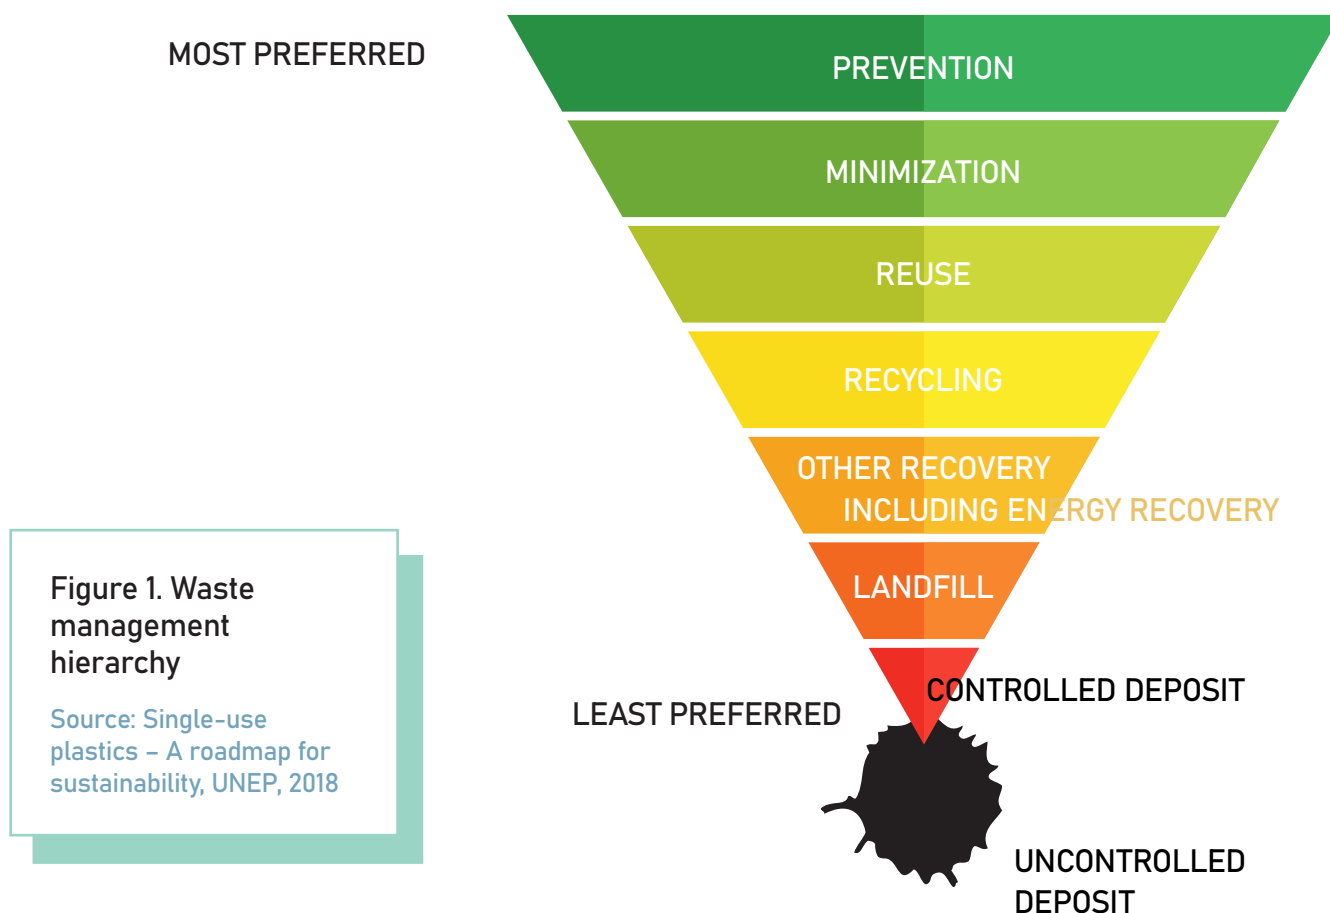 MOST PREFERRED
PREVENTION
MINIMIZATION
REUSE
RECYCLING
OTHER RECOVERY
INCLUDING ENERGY RECOVERY
LANDFILL
CONTROLLED DEPOSIT
LEAST PREFERRED
UNCONTROLLED
DEPOSIT
Figure 1. Waste
management
hierarchy
Source: Single-use
plastics – A roadmap for
sustainability, UNEP, 2018